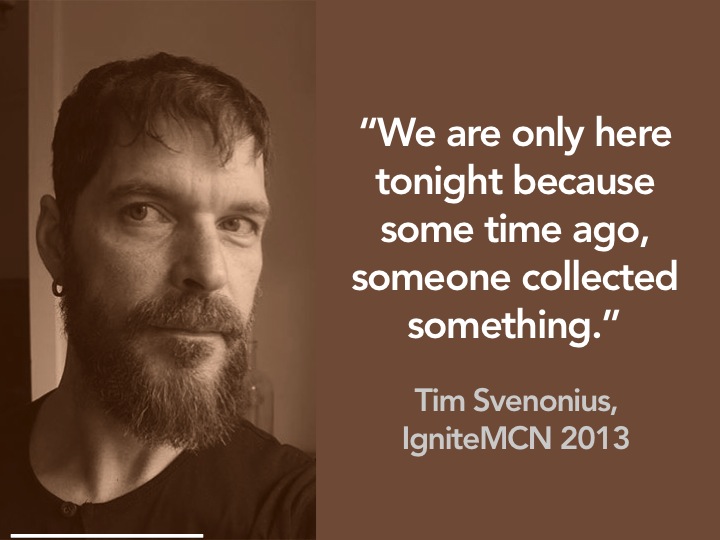 “We are only here
tonight because
some time ago,
someone collected
something.”
Tim Svenonius,
IgniteMCN 2013